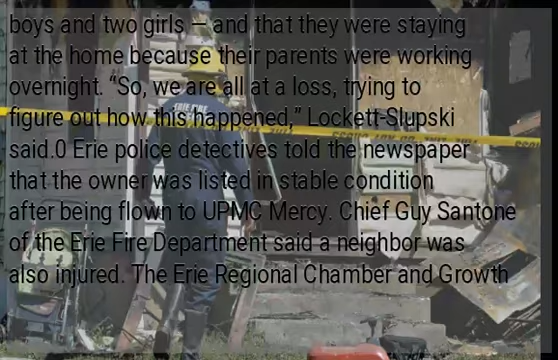 boys and two girls — and that they were staying
at the home because their parents were working
overnight. “So, we are all at a loss, trying to
figure out how this happened,” Lockett-Slupski
said.0 Erie police detectives told the newspaper
that the owner was listed in stable condition
after being flown to UPMC Mercy. Chief Guy Santone
of the Erie Fire Department said a neighbor was
also injured. The Erie Regional Chamber and Growth
ERIE FIRE